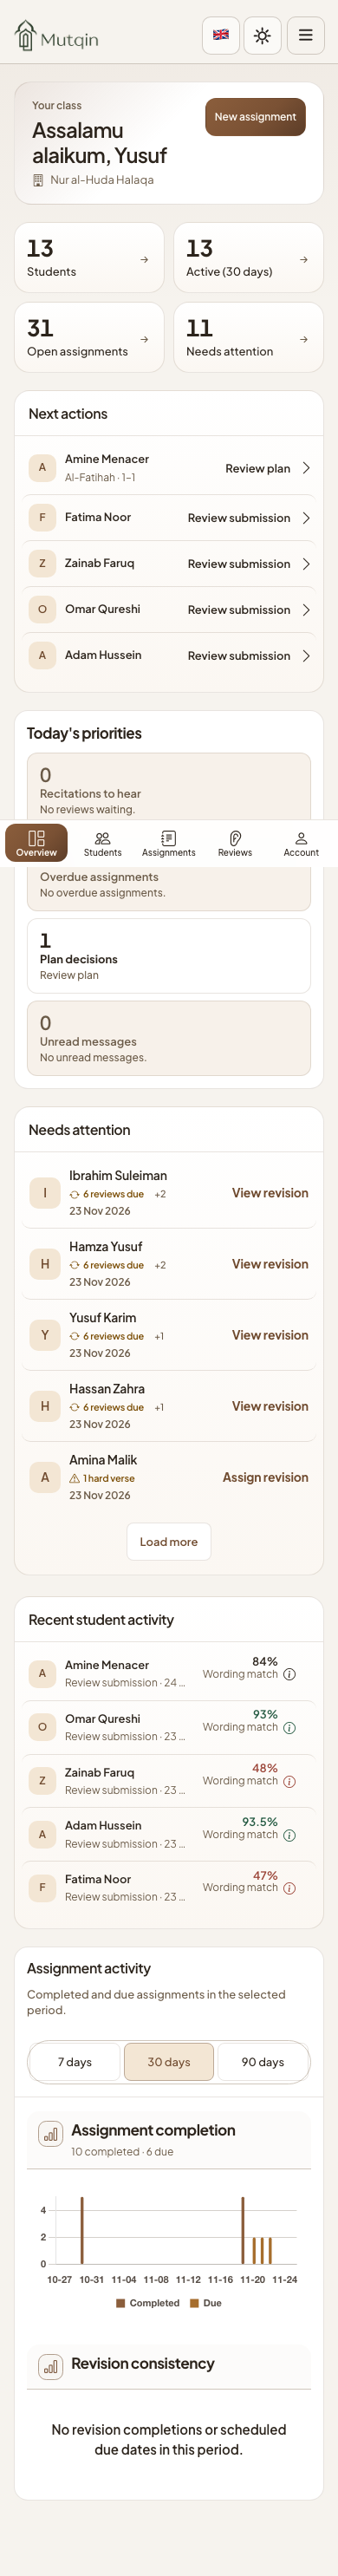 Mutqin
Your class
New assignment
Assalamu
alaikum, Yusuf
Nur al-Huda Halaqa
13
Students
13
Active (30 days)
31
Open assignments
11
Needs attention
Next actions
A
Amine Menacer
Al-Fatihah · 1–1
Review plan
F
Fatima Noor
Review submission
Z
Zainab Faruq
Review submission
O
Omar Qureshi
Review submission
A
Adam Hussein
Review submission
Today's priorities
0
Recitations to hear
No reviews waiting.
Overview
Students
Assignments
Reviews
Account
Overdue assignments
No overdue assignments.
1
Plan decisions
Review plan
0
Unread messages
No unread messages.
Needs attention
I
Ibrahim Suleiman
6 reviews due +2
23 Nov 2026
View revision
H
Hamza Yusuf
6 reviews due +2
23 Nov 2026
View revision
Y
Yusuf Karim
6 reviews due +1
23 Nov 2026
View revision
H
Hassan Zahra
6 reviews due +1
23 Nov 2026
View revision
A
Amina Malik
1 hard verse
23 Nov 2026
Assign revision
Load more
Recent student activity
A
Amine Menacer
Review submission · 24 ...
84%
Wording match
O
Omar Qureshi
Review submission · 23 ...
93%
Wording match
Z
Zainab Faruq
Review submission · 23 ...
48%
Wording match
A
Adam Hussein
Review submission · 23 ...
93.5%
Wording match
F
Fatima Noor
Review submission · 23 ...
47%
Wording match
Assignment activity
Completed and due assignments in the selected
period.
7 days
30 days
90 days
Assignment completion
10 completed · 6 due
4
2
0
10-27 10-31 11-04 11-08 11-12 11-16 11-20 11-24
Completed Due
Revision consistency
No revision completions or scheduled
due dates in this period.